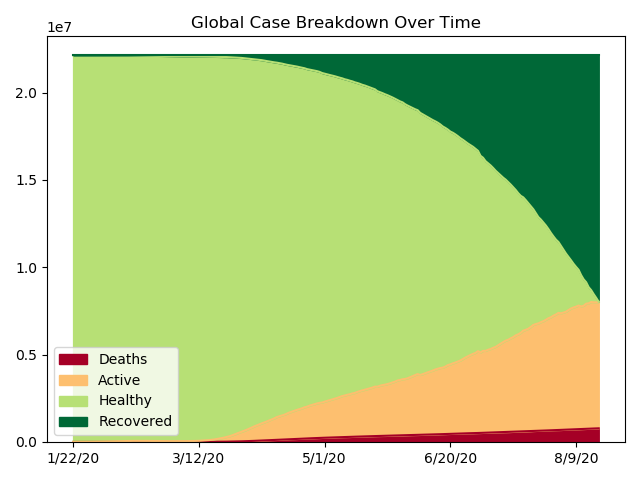 Global Case Breakdown Over Time
1e7
2.0
1.5
1.0
0.5
0.0
Deaths
Active
Healthy
Recovered
1/22/20 3/12/20 5/1/20 6/20/20 8/9/20